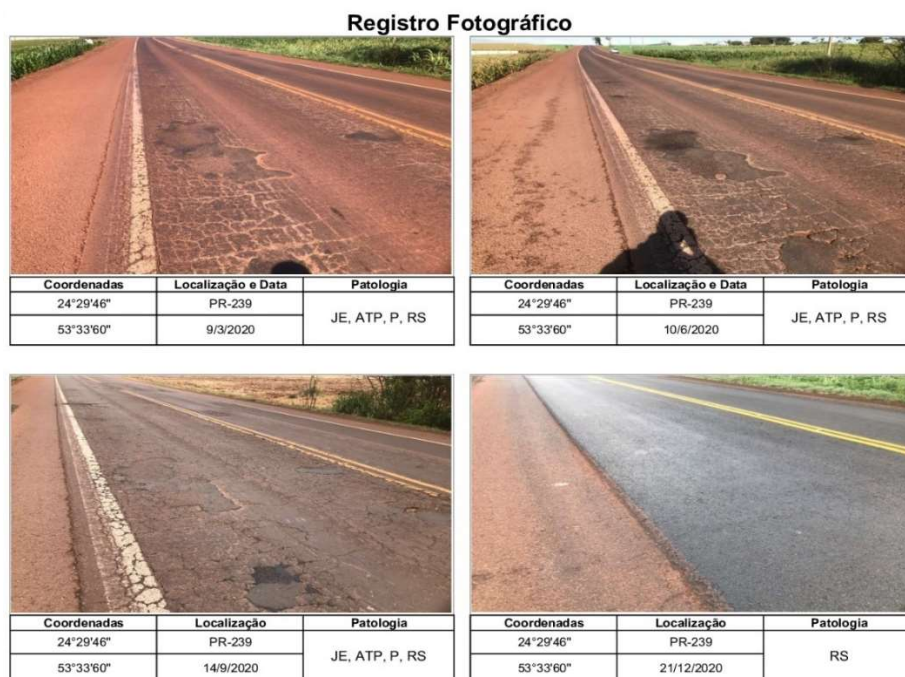 Registro Fotográfico
Coordenadas Localização e Data Patologia
24°29'46" PR-239
JE, ATP, P, RS
53°33'60" 9/3/2020
Coordenadas Localização e Data Patologia
24°29'46" PR-239
JE, ATP, P, RS
53°33'60" 10/6/2020
Coordenadas Localização Patologia
24°29'46" PR-239
JE, ATP, P, RS
53°33'60" 14/9/2020
Coordenadas Localização Patologia
24°29'46" PR-239
RS
53°33'60" 21/12/2020